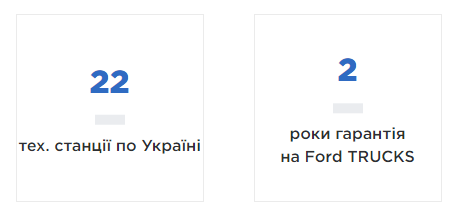 22
тех. станції по Україні
2
роки гарантія
на Ford TRUCKS